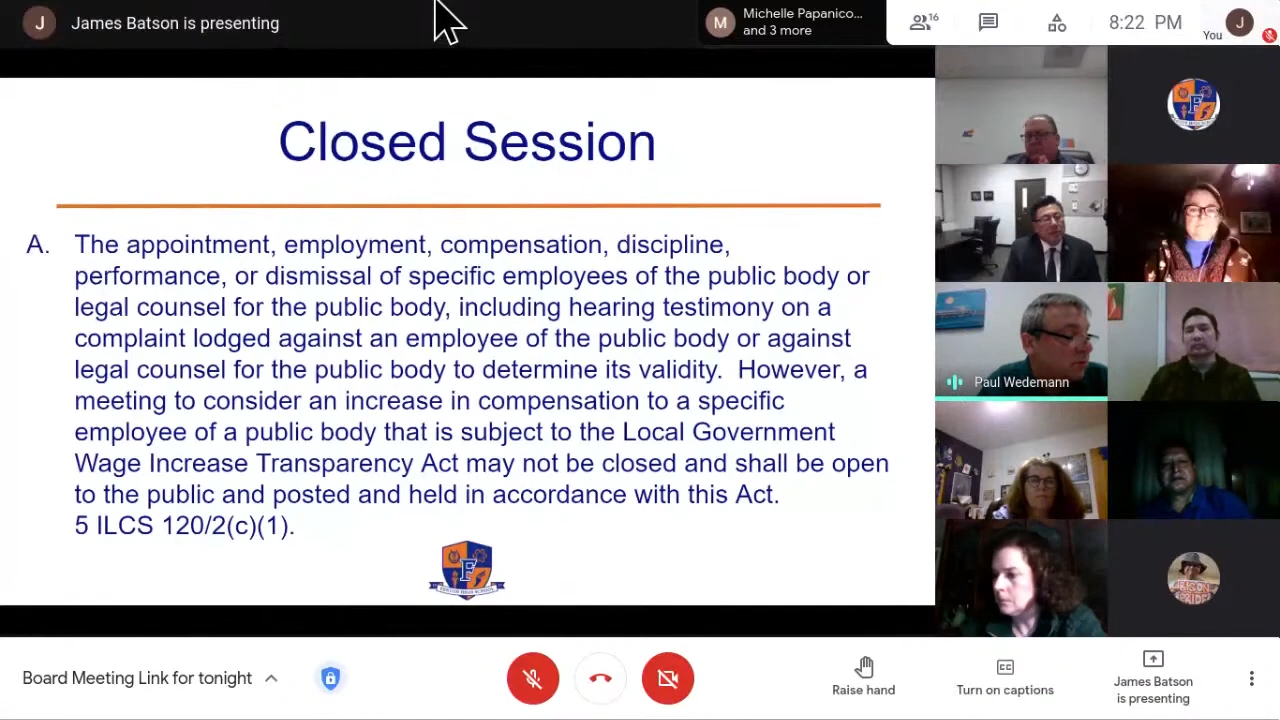 J
James Batson is presenting
M
Michelle Papanico...
and 3 more
16
8:22 PM
You
J
Closed Session
A. The appointment, employment, compensation, discipline,
performance, or dismissal of specific employees of the public body or
legal counsel for the public body, including hearing testimony on a
complaint lodged against an employee of the public body or against
legal counsel for the public body to determine its validity. However, a
meeting to consider an increase in compensation to a specific
employee of a public body that is subject to the Local Government
Wage Increase Transparency Act may not be closed and shall be open
to the public and posted and held in accordance with this Act.
5 ILCS 120/2(c)(1).
F
FENTON HIGH SCHOOL
Paul Wedemann
Board Meeting Link for tonight
Raise hand
CC
Turn on captions
James Batson
is presenting